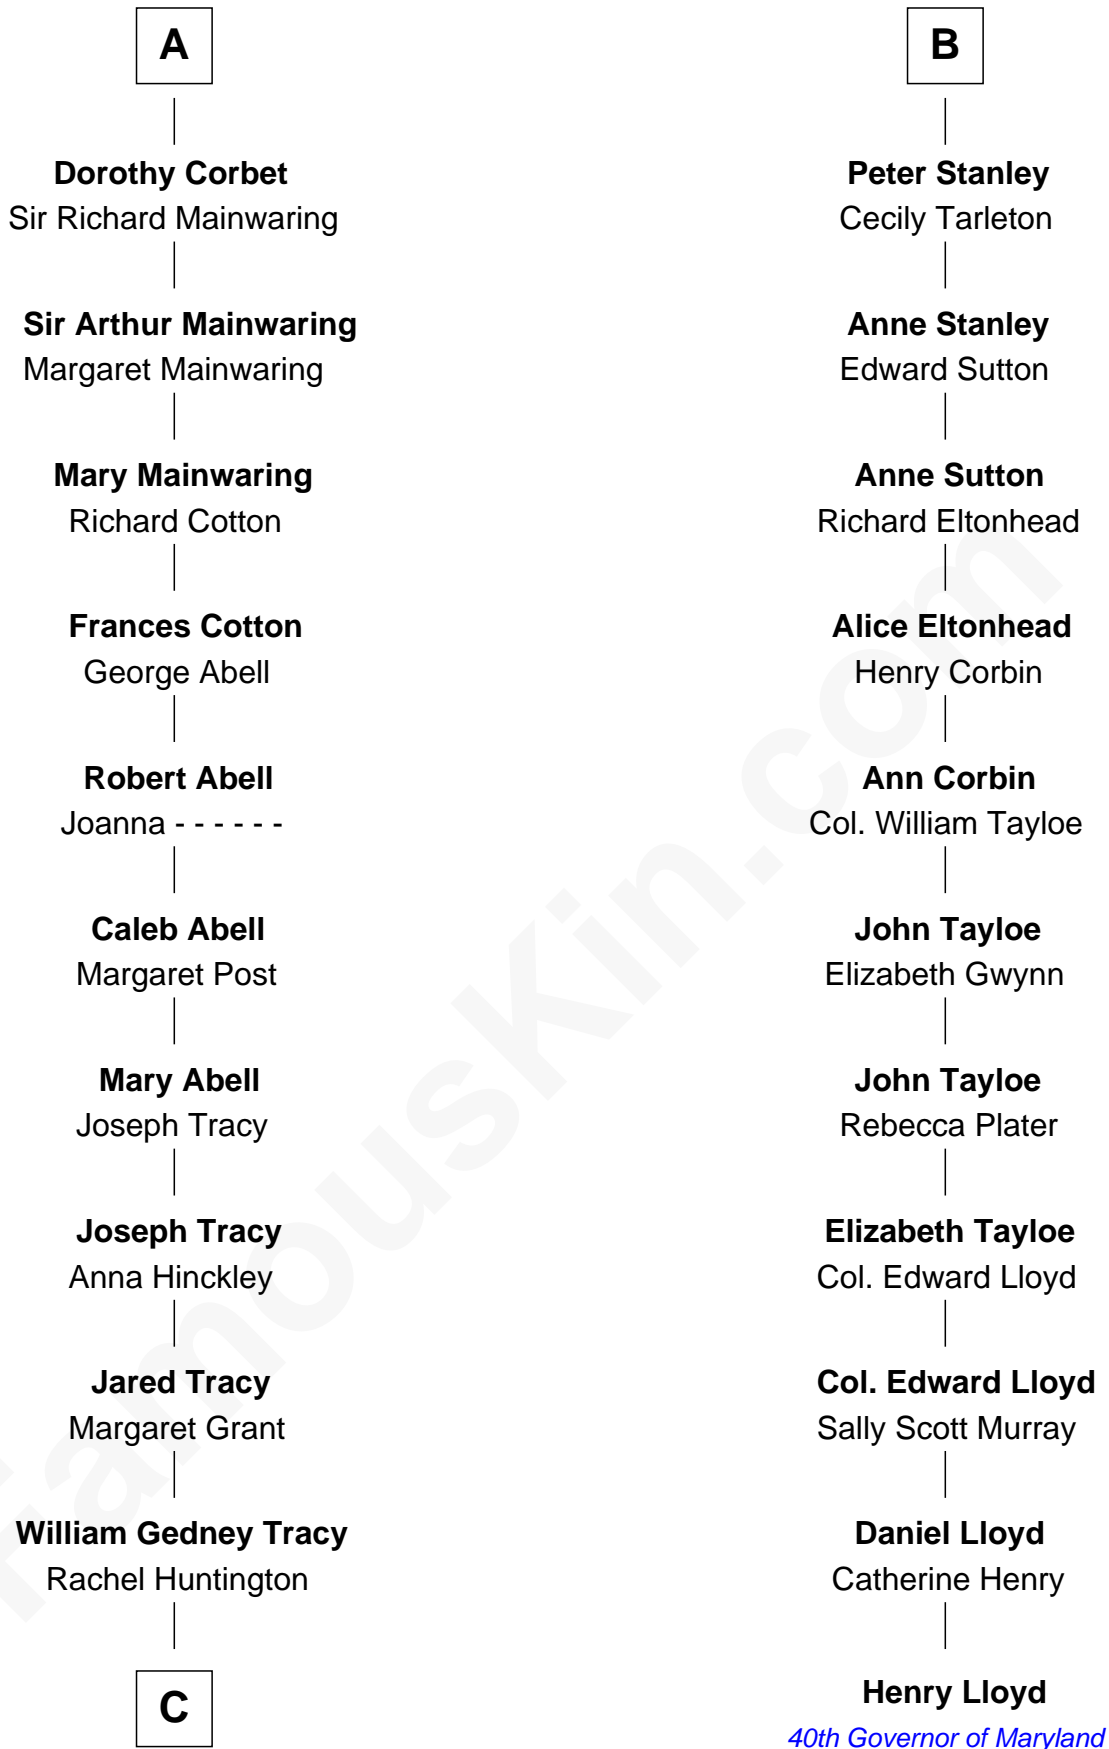 A
Dorothy Corbet
Sir Richard Mainwaring
Sir Arthur Mainwaring
Margaret Mainwaring
Mary Mainwaring
Richard Cotton
Frances Cotton
George Abell
Robert Abell
Joanna - - - - - -
Caleb Abell
Margaret Post
Mary Abell
Joseph Tracy
Joseph Tracy
Anna Hinckley
Jared Tracy
Margaret Grant
William Gedney Tracy
Rachel Huntington
C
B
Peter Stanley
Cecily Tarleton
Anne Stanley
Edward Sutton
Anne Sutton
Richard Eltonhead
Alice Eltonhead
Henry Corbin
Ann Corbin
Col. William Tayloe
John Tayloe
Elizabeth Gwynn
John Tayloe
Rebecca Plater
Elizabeth Tayloe
Col. Edward Lloyd
Col. Edward Lloyd
Sally Scott Murray
Daniel Lloyd
Catherine Henry
Henry Lloyd
40th Governor of Maryland
FamousKin.com